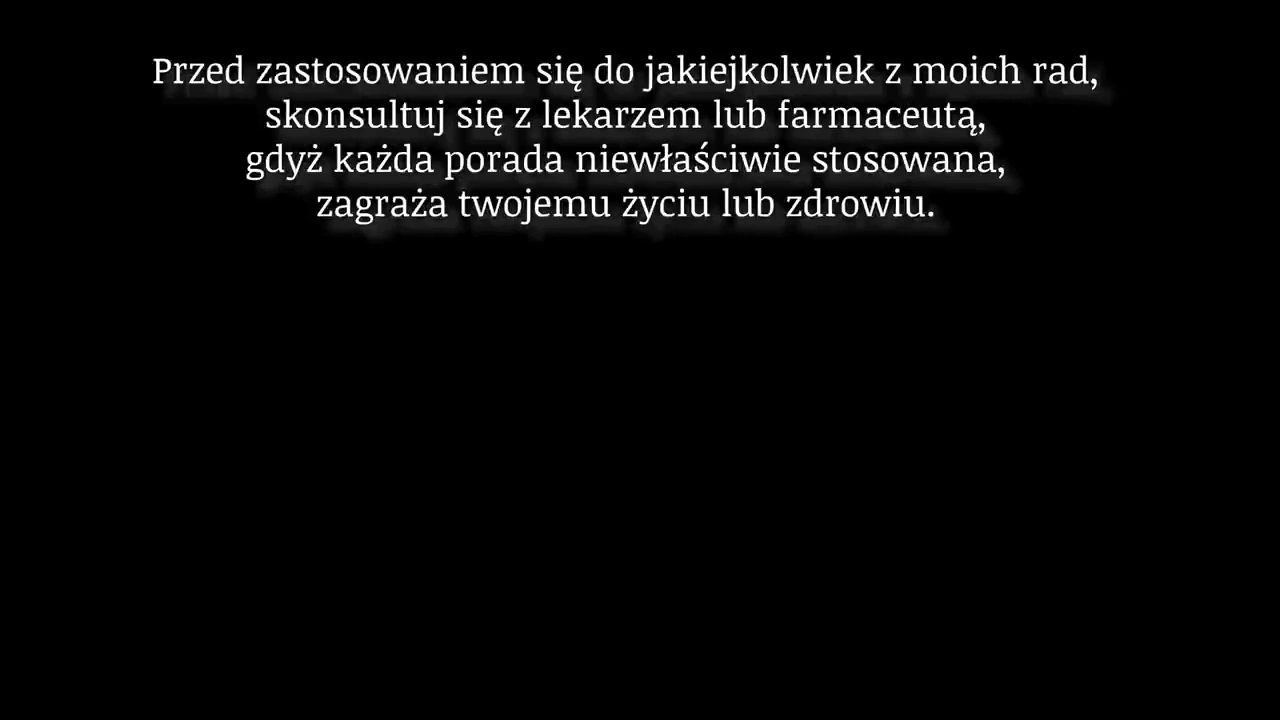 Przed zastosowaniem się do jakiejkolwiek z moich rad,
skonsultuj się z lekarzem lub farmaceutą,
gdyż każda porada niewłaściwie stosowana,
zagraża twojemu życiu lub zdrowiu.